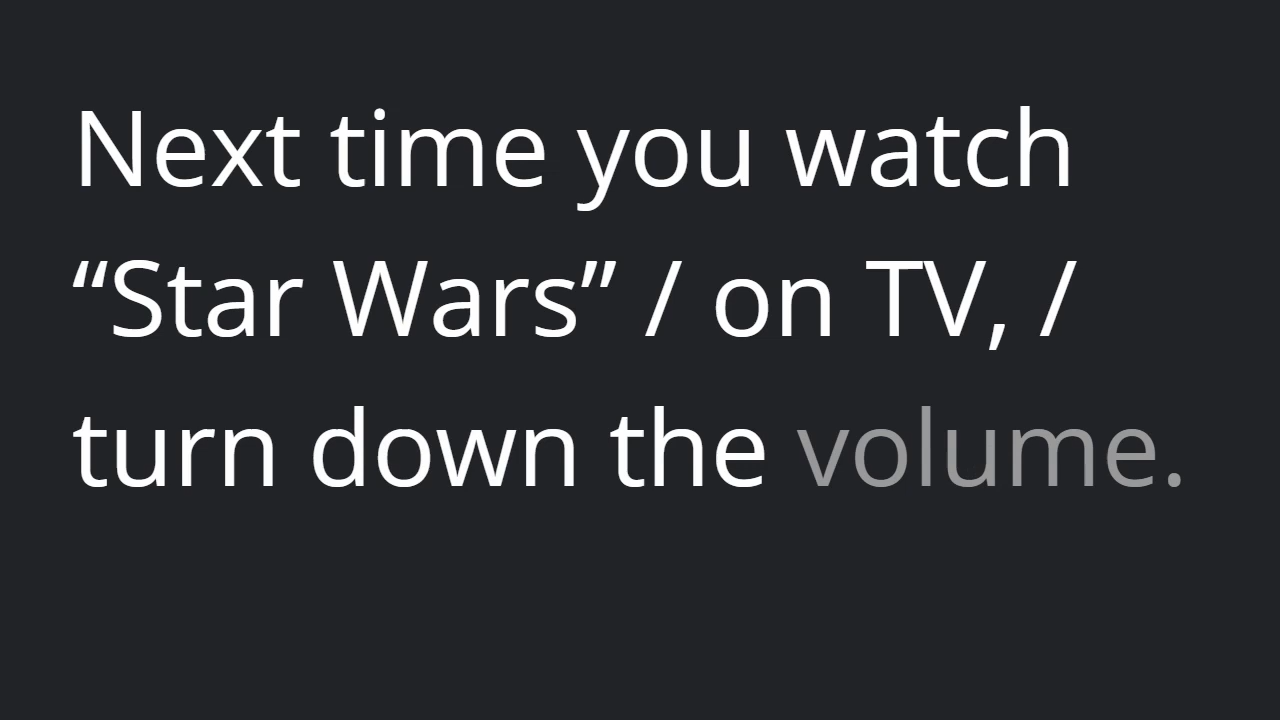 Next time you watch
“Star Wars” / on TV, /
turn down the volume.